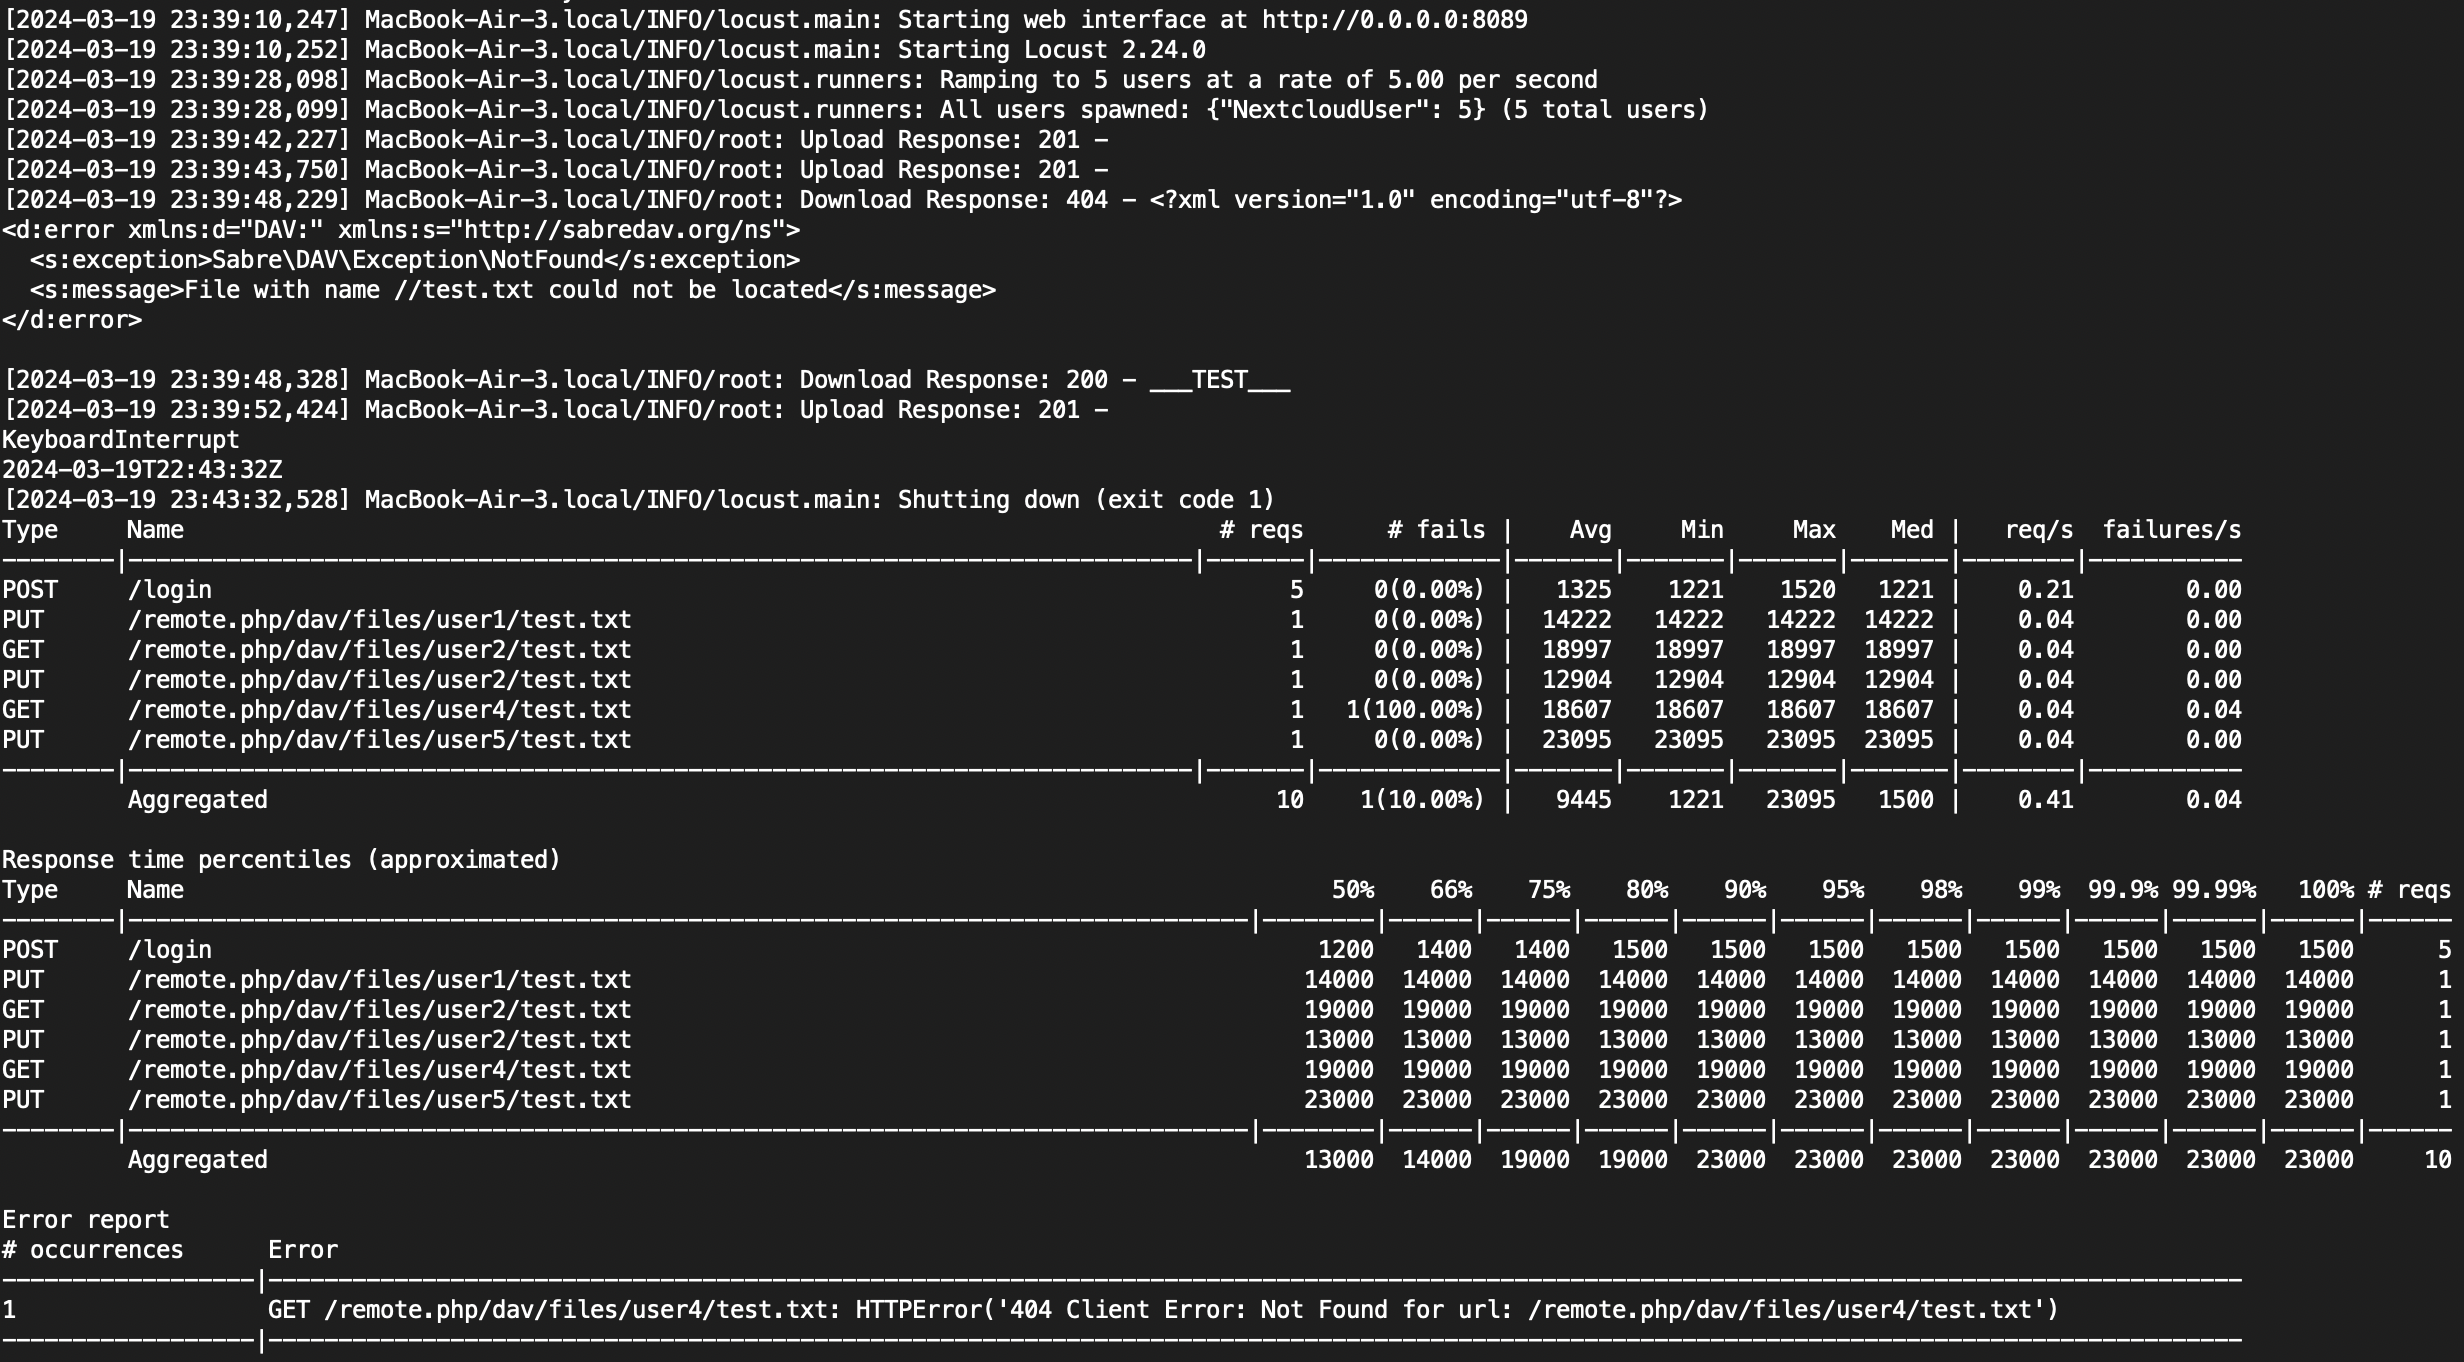 [2024-03-19 23:39:10,247] MacBook-Air-3.local/INFO/locust.main: Starting web interface at http://0.0.0.0:8089
[2024-03-19 23:39:10,252] MacBook-Air-3.local/INFO/locust.main: Starting Locust 2.24.0
[2024-03-19 23:39:28,098] MacBook-Air-3.local/INFO/locust.runners: Ramping to 5 users at a rate of 5.00 per second
[2024-03-19 23:39:28,099] MacBook-Air-3.local/INFO/locust.runners: All users spawned: {"NextcloudUser": 5} (5 total users)
[2024-03-19 23:39:42,227] MacBook-Air-3.local/INFO/root: Upload Response: 201 -
[2024-03-19 23:39:43,750] MacBook-Air-3.local/INFO/root: Upload Response: 201 -
[2024-03-19 23:39:48,229] MacBook-Air-3.local/INFO/root: Download Response: 404 - <?xml version="1.0" encoding="utf-8"?>
<d:error xmlns:d="DAV:" xmlns:s="http://sabredav.org/ns">
  <s:exception>Sabre\DAV\Exception\NotFound</s:exception>
  <s:message>File with name //test.txt could not be located</s:message>
</d:error>
[2024-03-19 23:39:48,328] MacBook-Air-3.local/INFO/root: Download Response: 200 - ___TEST___
[2024-03-19 23:39:52,424] MacBook-Air-3.local/INFO/root: Upload Response: 201 -
KeyboardInterrupt
2024-03-19T22:43:32Z
[2024-03-19 23:43:32,528] MacBook-Air-3.local/INFO/locust.main: Shutting down (exit code 1)
Type     Name     # reqs     # fails |     Avg     Min     Max     Med |     req/s  failures/s
POST     /login     5     0(0.00%) |     1325     1221     1520     1221 |     0.21     0.00
PUT     /remote.php/dav/files/user1/test.txt     1     0(0.00%) |     14222     14222     14222     14222 |     0.04     0.00
GET     /remote.php/dav/files/user2/test.txt     1     0(0.00%) |     18997     18997     18997     18997 |     0.04     0.00
PUT     /remote.php/dav/files/user2/test.txt     1     0(0.00%) |     12904     12904     12904     12904 |     0.04     0.00
GET     /remote.php/dav/files/user4/test.txt     1     1(100.00%) |     18607     18607     18607     18607 |     0.04     0.04
PUT     /remote.php/dav/files/user5/test.txt     1     0(0.00%) |     23095     23095     23095     23095 |     0.04     0.00
Aggregated     10     1(10.00%) |     9445     1221     23095     1500 |     0.41     0.04
Response time percentiles (approximated)
Type     Name     50%     66%     75%     80%     90%     95%     98%     99%  99.9% 99.99%     100% # reqs
POST     /login     1200     1400     1400     1500     1500     1500     1500     1500     1500     1500     1500     5
PUT     /remote.php/dav/files/user1/test.txt     14000  14000  14000  14000  14000  14000  14000  14000  14000  14000  14000     1
GET     /remote.php/dav/files/user2/test.txt     19000  19000  19000  19000  19000  19000  19000  19000  19000  19000  19000     1
PUT     /remote.php/dav/files/user2/test.txt     13000  13000  13000  13000  13000  13000  13000  13000  13000  13000  13000     1
GET     /remote.php/dav/files/user4/test.txt     19000  19000  19000  19000  19000  19000  19000  19000  19000  19000  19000     1
PUT     /remote.php/dav/files/user5/test.txt     23000  23000  23000  23000  23000  23000  23000  23000  23000  23000  23000     1
Aggregated     13000  14000  19000  19000  23000  23000  23000  23000  23000  23000  23000     10
Error report
# occurrences     Error
1     GET /remote.php/dav/files/user4/test.txt: HTTPError('404 Client Error: Not Found for url: /remote.php/dav/files/user4/test.txt')